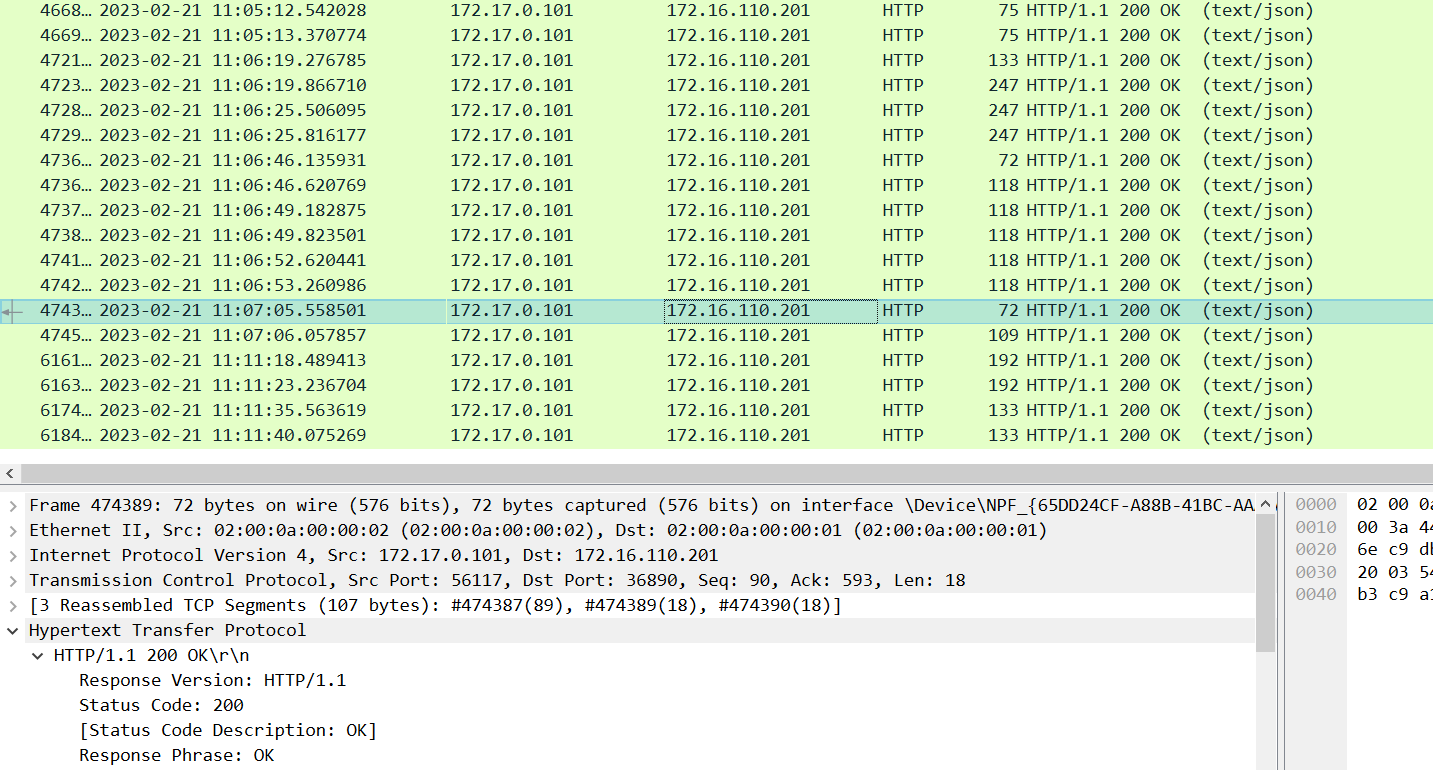 4668… 2023-02-21 11:05:12.542028 172.17.0.101 172.16.110.201 HTTP 75 HTTP/1.1 200 OK (text/json)
4669… 2023-02-21 11:05:13.370774 172.17.0.101 172.16.110.201 HTTP 75 HTTP/1.1 200 OK (text/json)
4721… 2023-02-21 11:06:19.276785 172.17.0.101 172.16.110.201 HTTP 133 HTTP/1.1 200 OK (text/json)
4723… 2023-02-21 11:06:19.866710 172.17.0.101 172.16.110.201 HTTP 247 HTTP/1.1 200 OK (text/json)
4728… 2023-02-21 11:06:25.506095 172.17.0.101 172.16.110.201 HTTP 247 HTTP/1.1 200 OK (text/json)
4729… 2023-02-21 11:06:25.816177 172.17.0.101 172.16.110.201 HTTP 247 HTTP/1.1 200 OK (text/json)
4736… 2023-02-21 11:06:46.135931 172.17.0.101 172.16.110.201 HTTP 72 HTTP/1.1 200 OK (text/json)
4736… 2023-02-21 11:06:46.620769 172.17.0.101 172.16.110.201 HTTP 118 HTTP/1.1 200 OK (text/json)
4737… 2023-02-21 11:06:49.182875 172.17.0.101 172.16.110.201 HTTP 118 HTTP/1.1 200 OK (text/json)
4738… 2023-02-21 11:06:49.823501 172.17.0.101 172.16.110.201 HTTP 118 HTTP/1.1 200 OK (text/json)
4741… 2023-02-21 11:06:52.620441 172.17.0.101 172.16.110.201 HTTP 118 HTTP/1.1 200 OK (text/json)
4742… 2023-02-21 11:06:53.260986 172.17.0.101 172.16.110.201 HTTP 118 HTTP/1.1 200 OK (text/json)
4743… 2023-02-21 11:07:05.558501 172.17.0.101 172.16.110.201 HTTP 72 HTTP/1.1 200 OK (text/json)
4745… 2023-02-21 11:07:06.057857 172.17.0.101 172.16.110.201 HTTP 109 HTTP/1.1 200 OK (text/json)
6161… 2023-02-21 11:11:18.489413 172.17.0.101 172.16.110.201 HTTP 192 HTTP/1.1 200 OK (text/json)
6163… 2023-02-21 11:11:23.236704 172.17.0.101 172.16.110.201 HTTP 192 HTTP/1.1 200 OK (text/json)
6174… 2023-02-21 11:11:35.563619 172.17.0.101 172.16.110.201 HTTP 133 HTTP/1.1 200 OK (text/json)
6184… 2023-02-21 11:11:40.075269 172.17.0.101 172.16.110.201 HTTP 133 HTTP/1.1 200 OK (text/json)
Frame 474389: 72 bytes on wire (576 bits), 72 bytes captured (576 bits) on interface \Device\NPF_{65DD24CF-A88B-41BC-AA
Ethernet II, Src: 02:00:0a:00:00:02 (02:00:0a:00:00:02), Dst: 02:00:0a:00:00:01 (02:00:0a:00:00:01)
Internet Protocol Version 4, Src: 172.17.0.101, Dst: 172.16.110.201
Transmission Control Protocol, Src Port: 56117, Dst Port: 36890, Seq: 90, Ack: 593, Len: 18
[3 Reassembled TCP Segments (107 bytes): #474387(89), #474389(18), #474390(18)]
Hypertext Transfer Protocol
HTTP/1.1 200 OK\r\n
Response Version: HTTP/1.1
Status Code: 200
[Status Code Description: OK]
Response Phrase: OK
0000 02 00 0a
0010 00 3a 44
0020 6e c9 db
0030 20 03 54
0040 b3 c9 a1